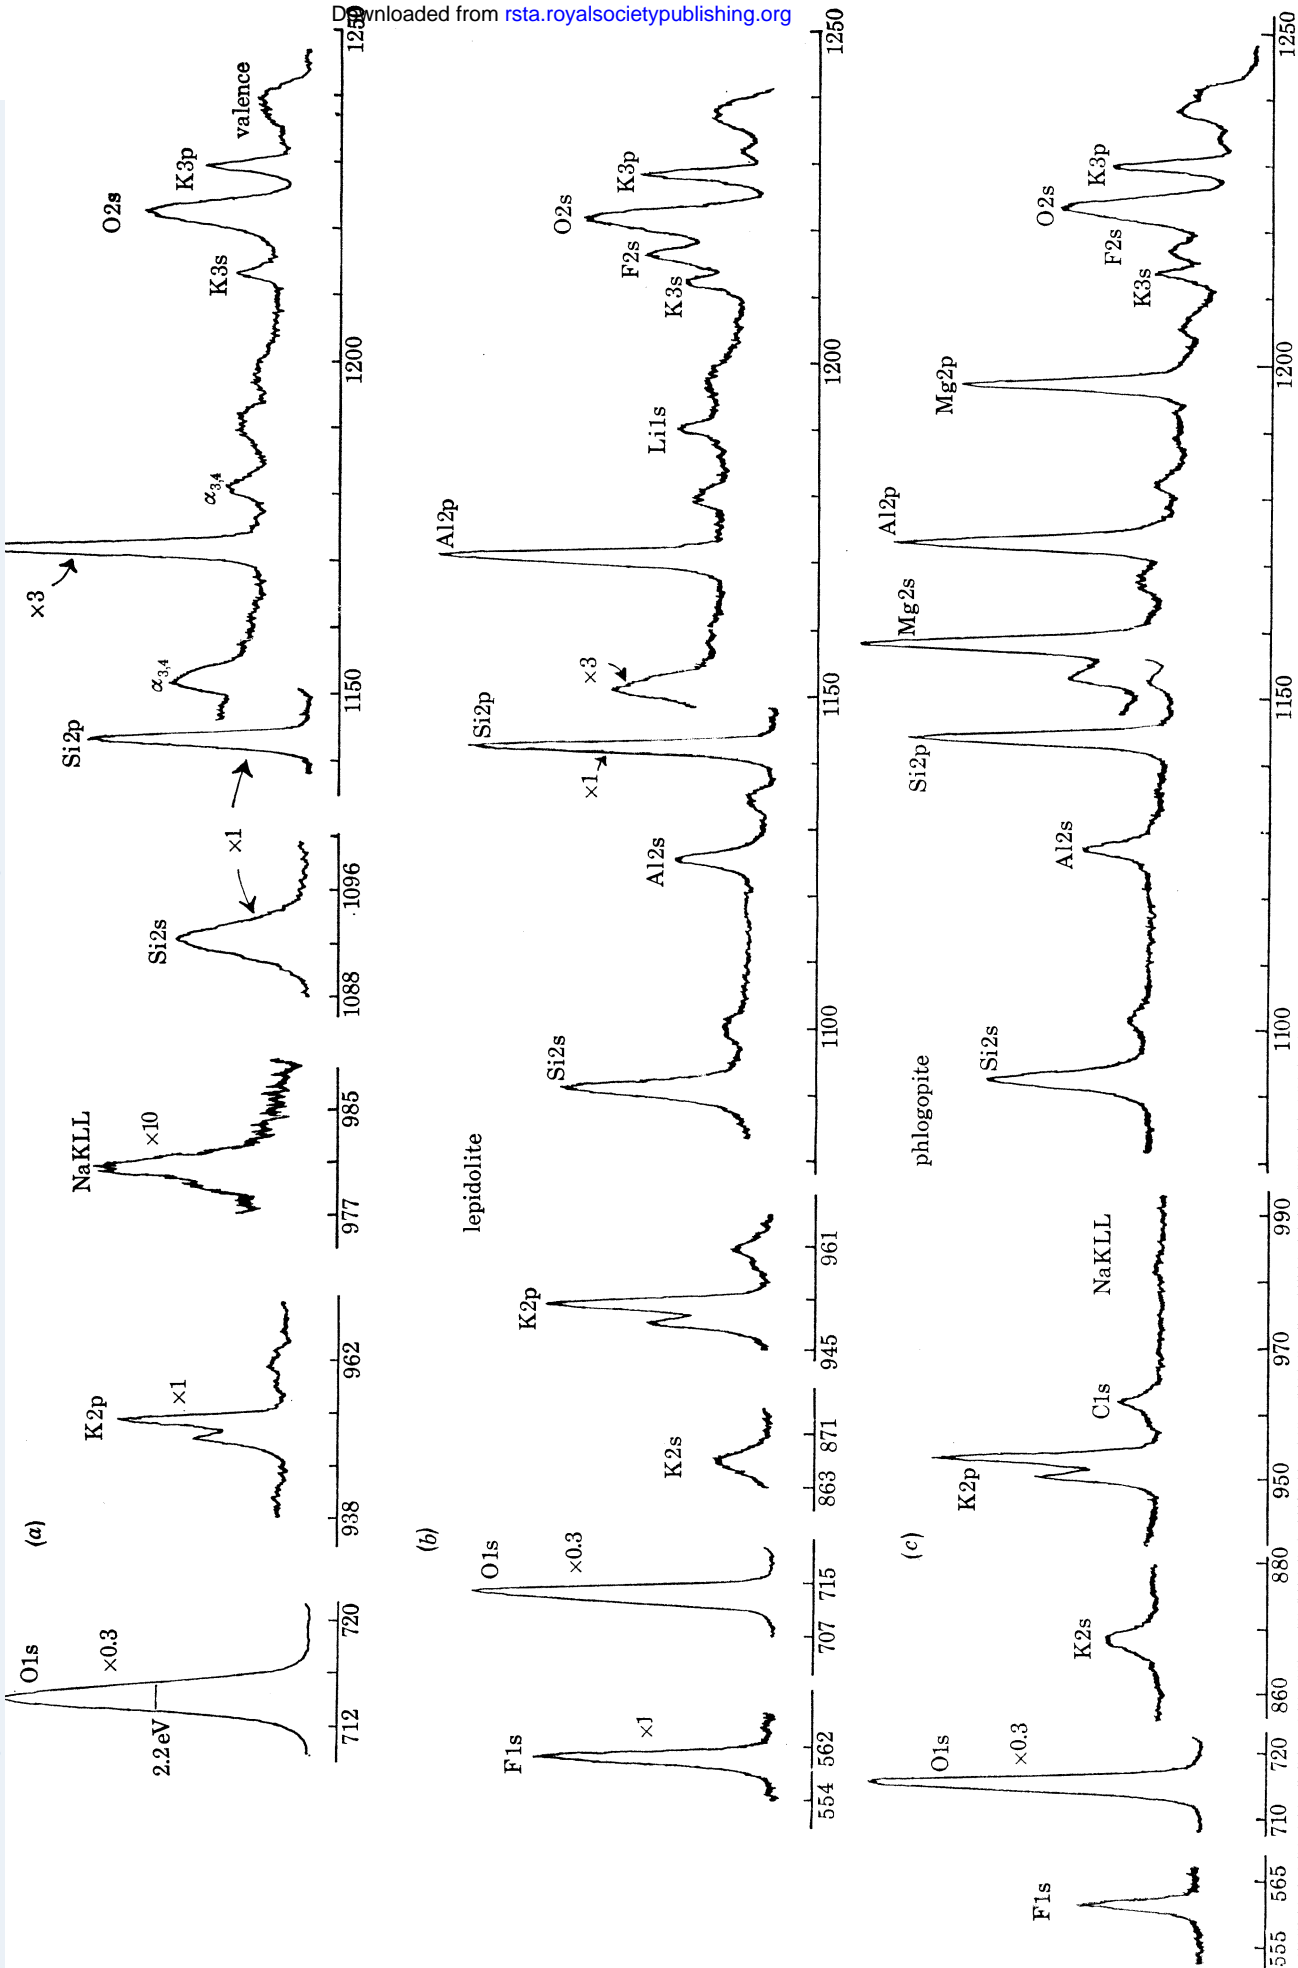 Downloaded from rsta.royalsocietypublishing.org
(a)
O1s
×0.3
2.2 eV
712
720
K2p
×1
938
962
NaKLL
×10
977
985
Si2s
×1
1088
1096
Si2p
α3,4
×3
α3,4
K3s
O2s
K3p
valence
1150
1200
1250
(b)
lepidolite
F1s
×1
554
562
O1s
×0.3
707
715
K2s
863
871
K2p
945
961
Si2s
Al2s
×1
Si2p
×3
Al2p
Li1s
K3s
F2s
O2s
K3p
1100
1150
1200
1250
(c)
phlogopite
F1s
555
565
O1s
×0.3
710
720
K2s
860
880
K2p
C1s
NaKLL
950
970
990
Si2s
Al2s
Si2p
Mg2s
Al2p
Mg2p
K3s
F2s
O2s
K3p
1100
1150
1200
1250